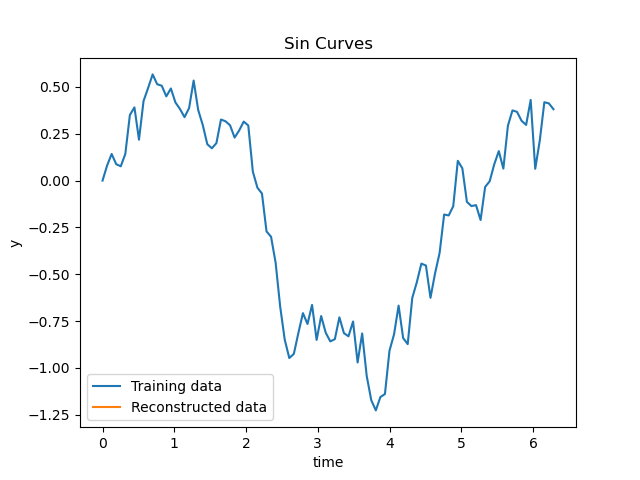 Sin Curves
0.50
0.25
0.00
−0.25
−0.50
−0.75
−1.00
−1.25
y
Training data
Reconstructed data
0 1 2 3 4 5 6
time